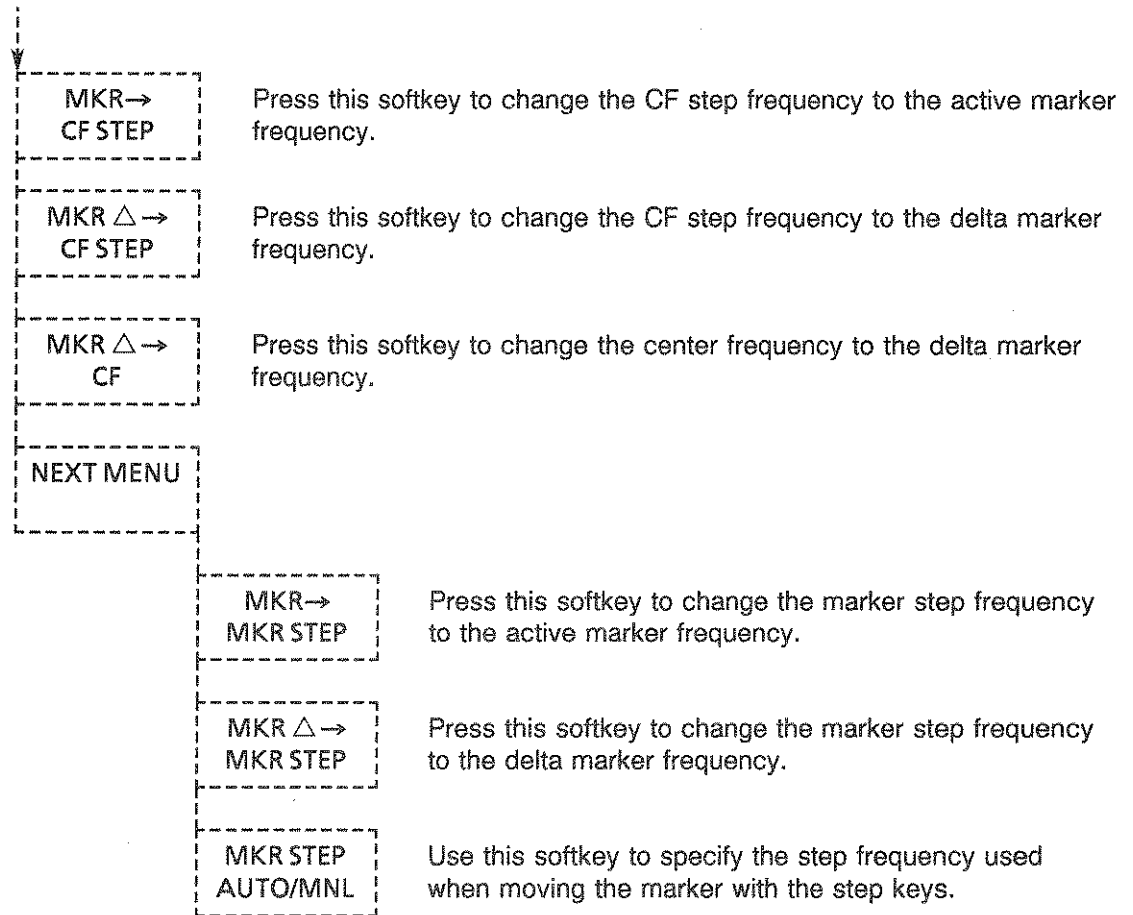 MKR→
CF STEP
Press this softkey to change the CF step frequency to the active marker
frequency.
MKR △→
CF STEP
Press this softkey to change the CF step frequency to the delta marker
frequency.
MKR △→
CF
Press this softkey to change the center frequency to the delta marker
frequency.
NEXT MENU
MKR→
MKR STEP
Press this softkey to change the marker step frequency
to the active marker frequency.
MKR △→
MKR STEP
Press this softkey to change the marker step frequency
to the delta marker frequency.
MKR STEP
AUTO/MNL
Use this softkey to specify the step frequency used
when moving the marker with the step keys.